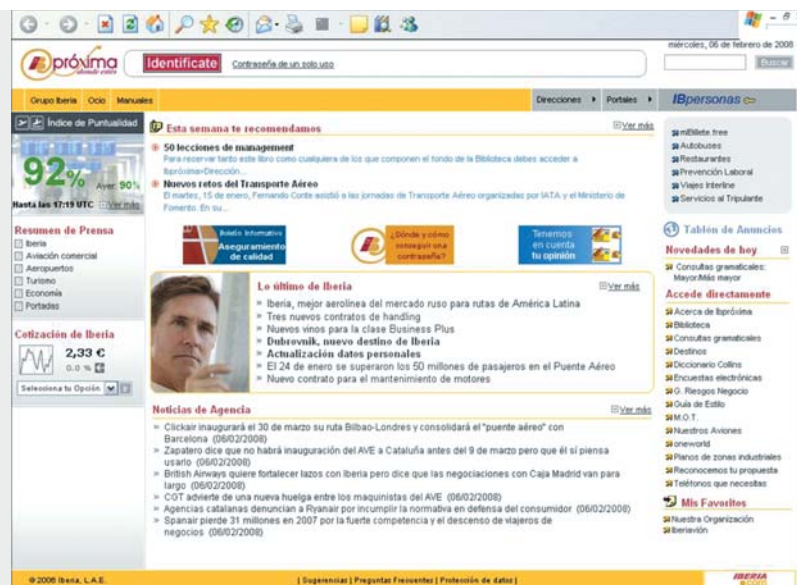 miércoles, 06 de febrero de 2008
próxima
donde estés
Identifícate
Contraseña de un solo uso
Buscar
Grupo Iberia Ocio Manuales
Direcciones Portales IBpersonas
Índice de Puntualidad
92% Ayer 90%
Hasta las 17:19 UTC Ver más
Resumen de Prensa
Iberia
Aviación comercial
Aeropuertos
Turismo
Economía
Portadas
Cotización de Iberia
2,33 €
0.0 %
Selecciona tu Opción
Esta semana te recomendamos Ver más
50 lecciones de management
Para reservar tanto este libro como cualquiera de los que componen el fondo de la Biblioteca debes acceder a
Ibpróxima>Dirección...
Nuevos retos del Transporte Aéreo
El martes, 15 de enero, Fernando Conte asistió a las jornadas de Transporte Aéreo organizadas por IATA y el Ministerio de
Fomento. En su...
Boletín Informativo
Aseguramiento
de calidad
¿Dónde y cómo
conseguir una
contraseña?
Tenemos
en cuenta
tu opinión
Lo último de Iberia Ver más
» Iberia, mejor aerolínea del mercado ruso para rutas de América Latina
» Tres nuevos contratos de handling
» Nuevos vinos para la clase Business Plus
» Dubrovnik, nuevo destino de Iberia
» Actualización datos personales
» El 24 de enero se superaron los 50 millones de pasajeros en el Puente Aéreo
» Nuevo contrato para el mantenimiento de motores
Noticias de Agencia Ver más
» Clickair inaugurará el 30 de marzo su ruta Bilbao-Londres y consolidará el "puente aéreo" con
Barcelona (06/02/2008)
» Zapatero dice que no habrá inauguración del AVE a Cataluña antes del 9 de marzo pero que él sí piensa
usarlo (06/02/2008)
» British Airways quiere fortalecer lazos con Iberia pero dice que las negociaciones con Caja Madrid van para
largo (06/02/2008)
» CGT advierte de una nueva huelga entre los maquinistas del AVE (06/02/2008)
» Agencias catalanas denuncian a Ryanair por incumplir la normativa en defensa del consumidor (06/02/2008)
» Spanair pierde 31 millones en 2007 por la fuerte competencia y el descenso de viajeros de
negocios (06/02/2008)
mBillete.free
Autobuses
Restaurantes
Prevención Laboral
Viajes Interline
Servicios al Tripulante
Tablón de Anuncios
Novedades de hoy
Consultas gramaticales:
Mayor/Más mayor
Accede directamente
Acerca de Ibpróxima
Biblioteca
Consultas gramaticales
Destinos
Diccionario Collins
Encuestas electrónicas
G. Riesgos Negocio
Guía de Estilo
M.O.T.
Nuestros Aviones
oneworld
Planos de zonas industriales
Reconocemos tu propuesta
Teléfonos que necesitas
Mis Favoritos
Nuestra Organización
Iberiavión
© 2008 Iberia, L.A.E. | Sugerencias | Preguntas Frecuentes | Protección de datos | IBERIA
.com